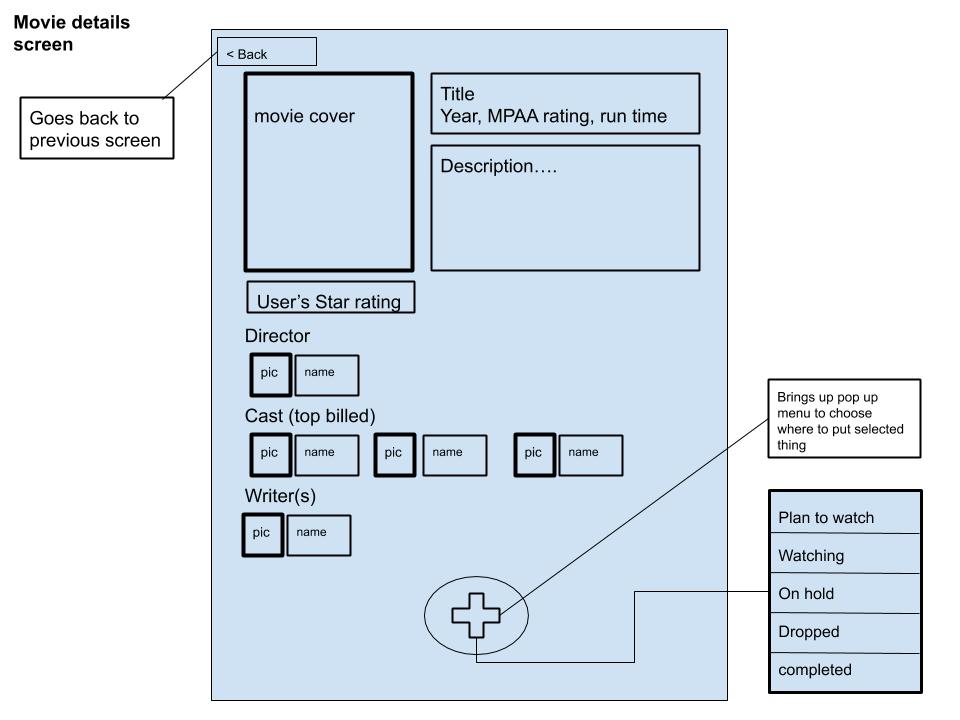 Movie details
screen
< Back
Goes back to
previous screen
movie cover
Title
Year, MPAA rating, run time
Description….
User’s Star rating
Director
pic
name
Cast (top billed)
pic
name
pic
name
pic
name
Writer(s)
pic
name
Brings up pop up
menu to choose
where to put selected
thing
Plan to watch
Watching
On hold
Dropped
completed